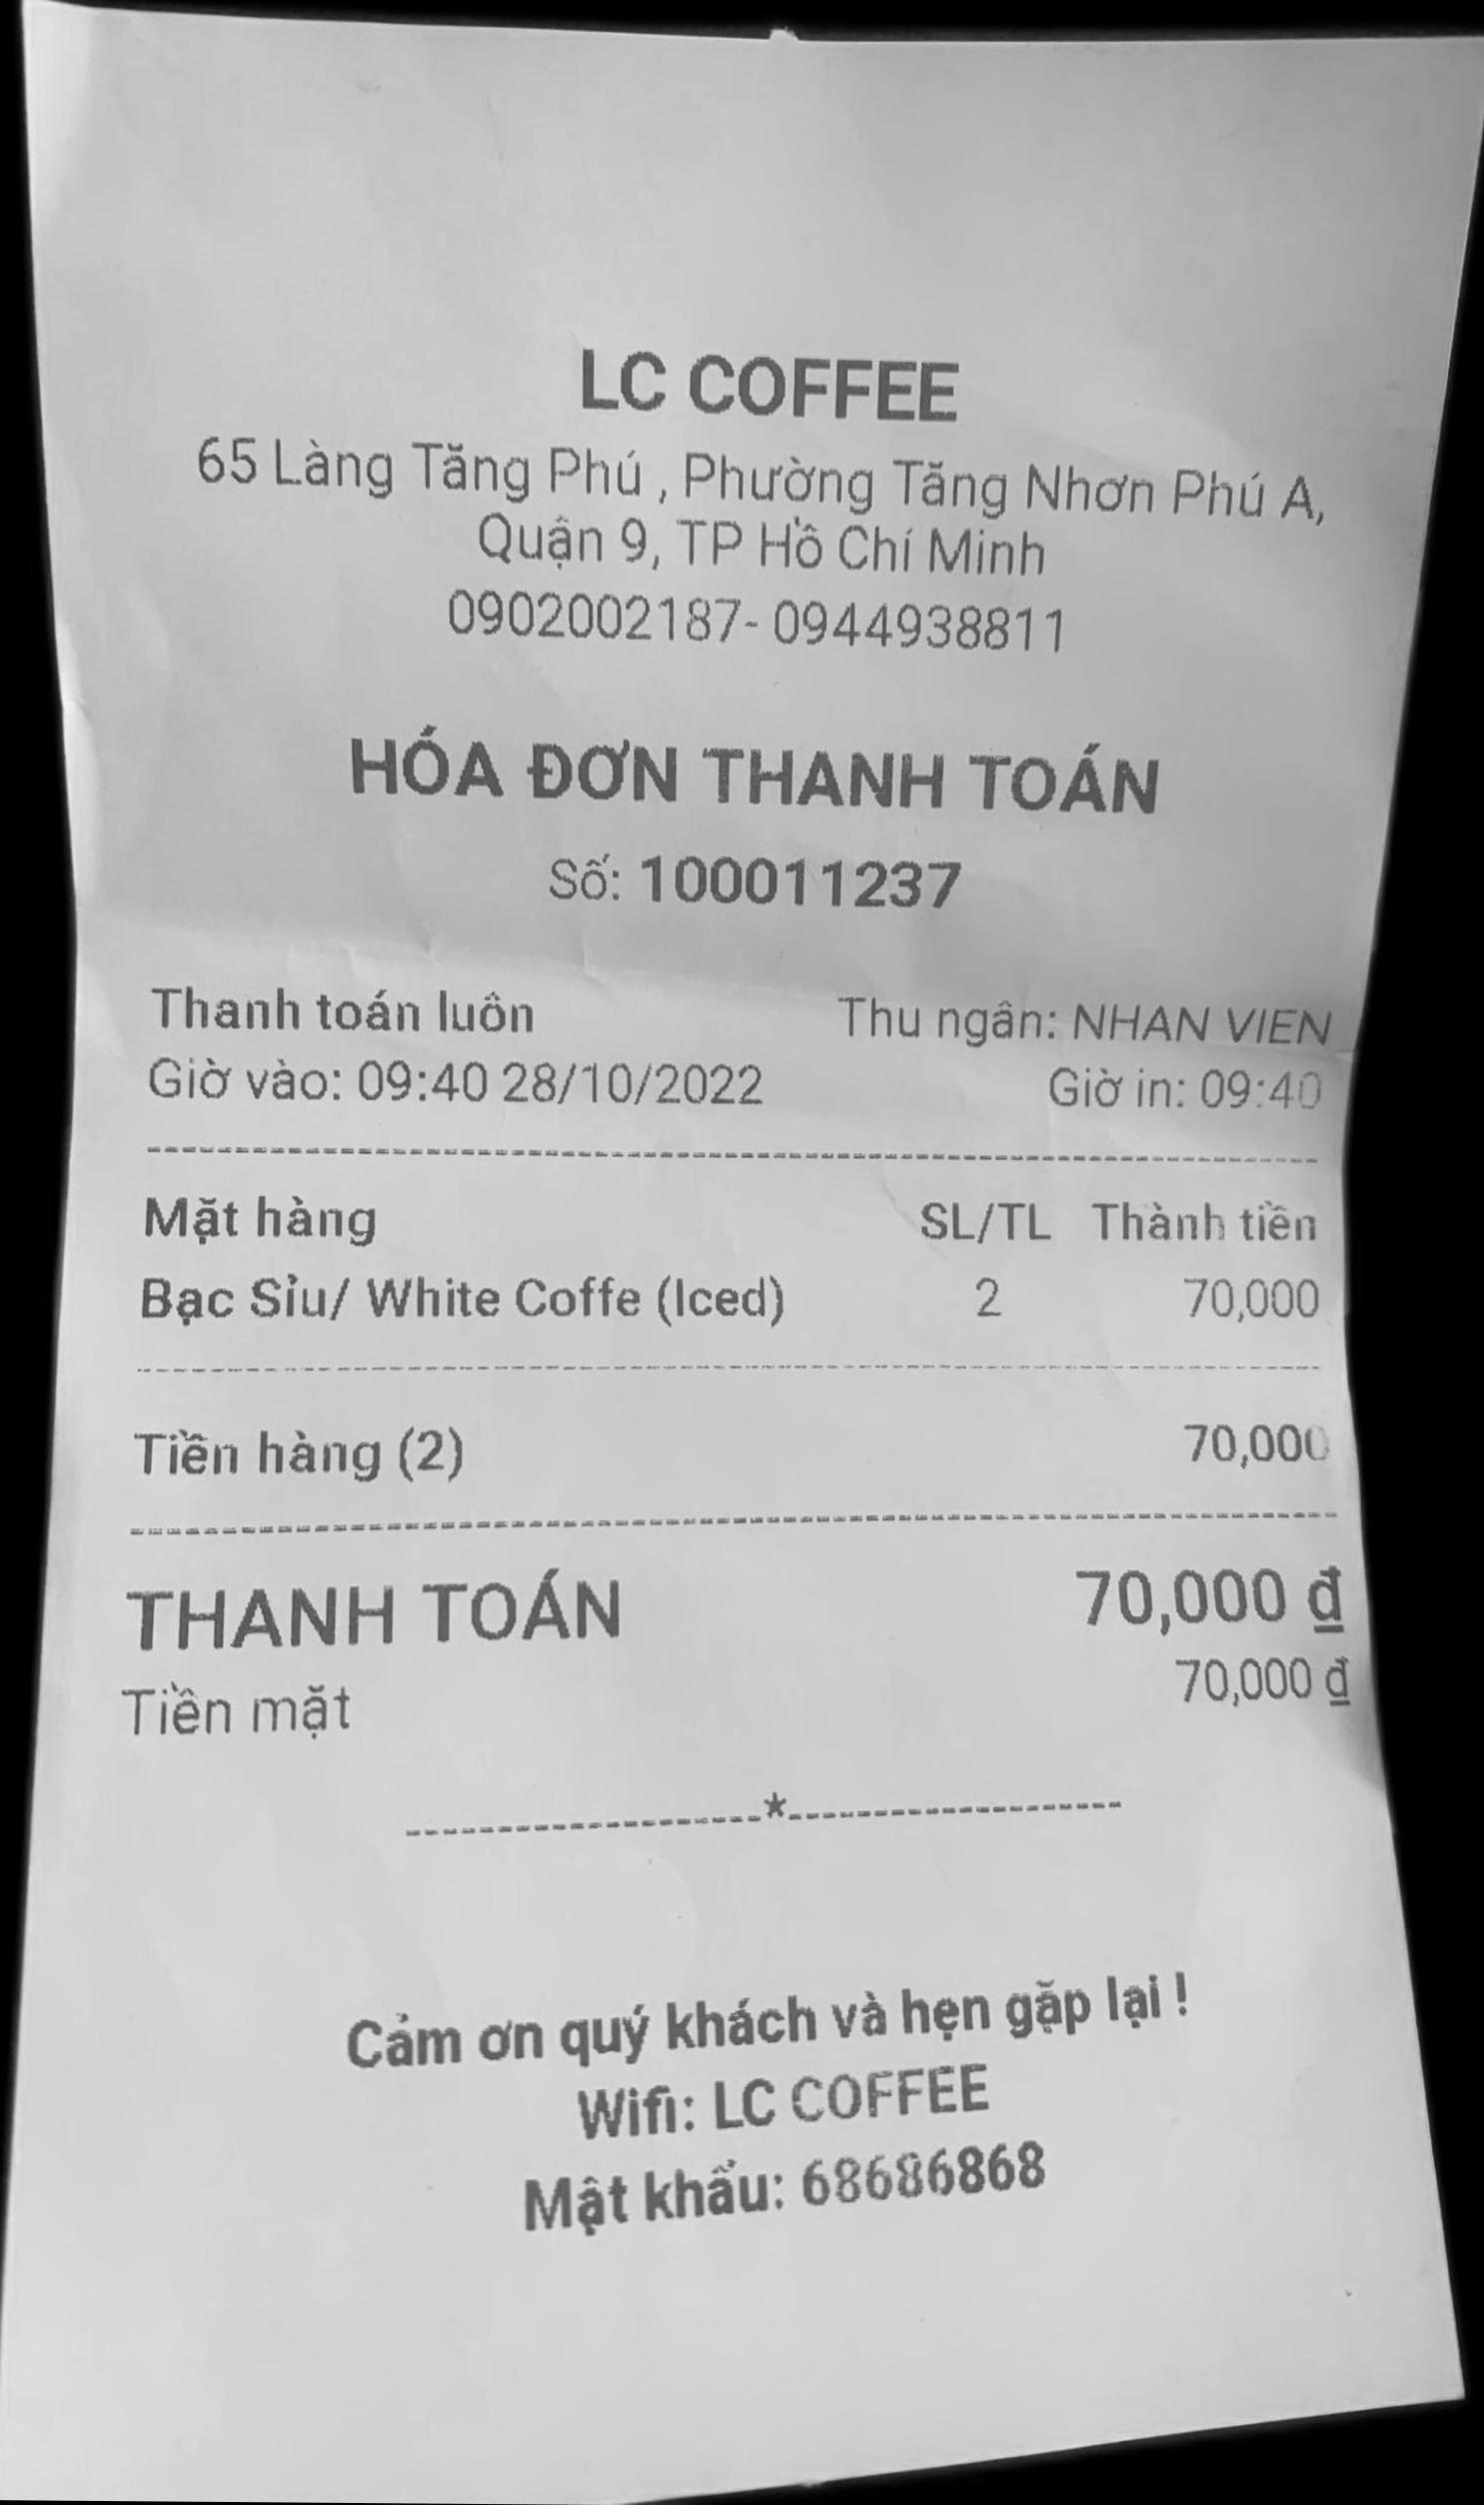 LC COFFEE
65 Làng Tăng Phú , Phường Tăng Nhơn Phú A,
Quận 9, TP Hồ Chí Minh
0902002187- 0944938811
HÓA ĐƠN THANH TOÁN
Số: 100011237
Thanh toán luôn Thu ngân: NHAN VIEN
Giờ vào: 09:40 28/10/2022 Giờ in: 09:40
Mặt hàng SL/TL Thành tiền
Bạc Sỉu/ White Coffe (Iced) 2 70,000
Tiền hàng (2) 70,000
THANH TOÁN 70,000 ₫
Tiền mặt 70,000 ₫
--------------------*--------------------
Cảm ơn quý khách và hẹn gặp lại !
Wifi: LC COFFEE
Mật khẩu: 68686868